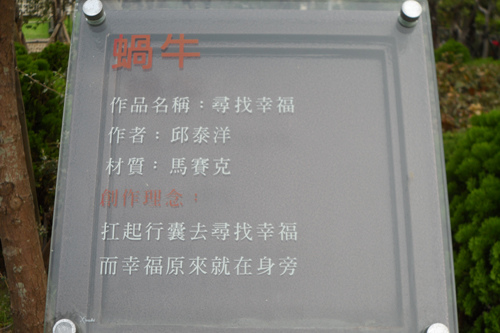 蝸牛
作品名稱：尋找幸福
作者：邱泰洋
材質：馬賽克
創作理念：
扛起行囊去尋找幸福
而幸福原來就在身旁